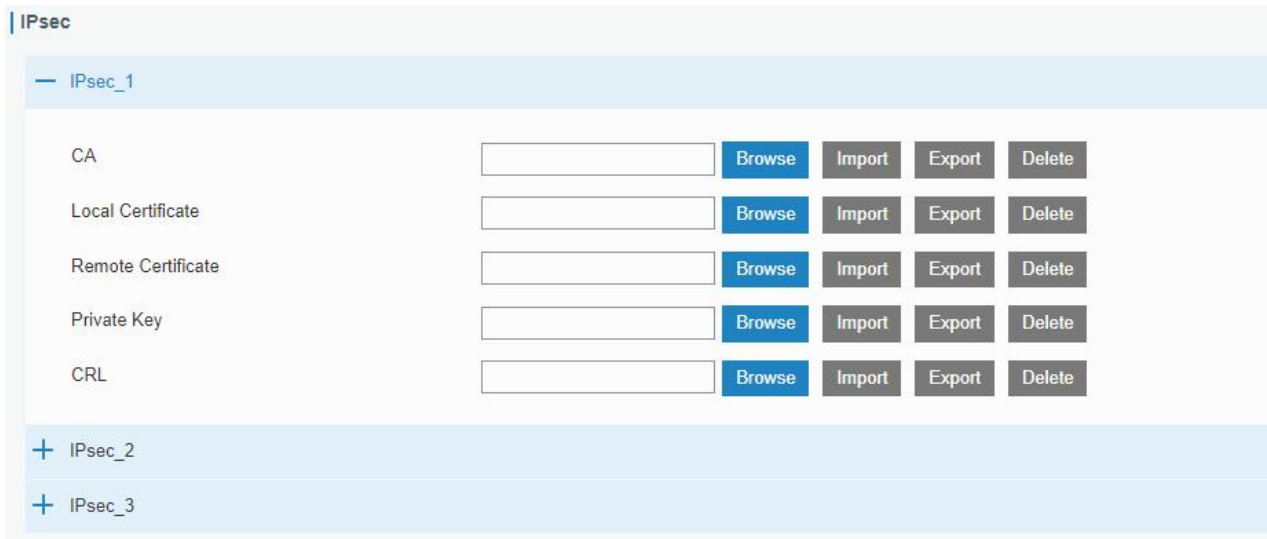 IPsec
IPsec_1
CA Browse Import Export Delete
Local Certificate Browse Import Export Delete
Remote Certificate Browse Import Export Delete
Private Key Browse Import Export Delete
CRL Browse Import Export Delete
IPsec_2
IPsec_3